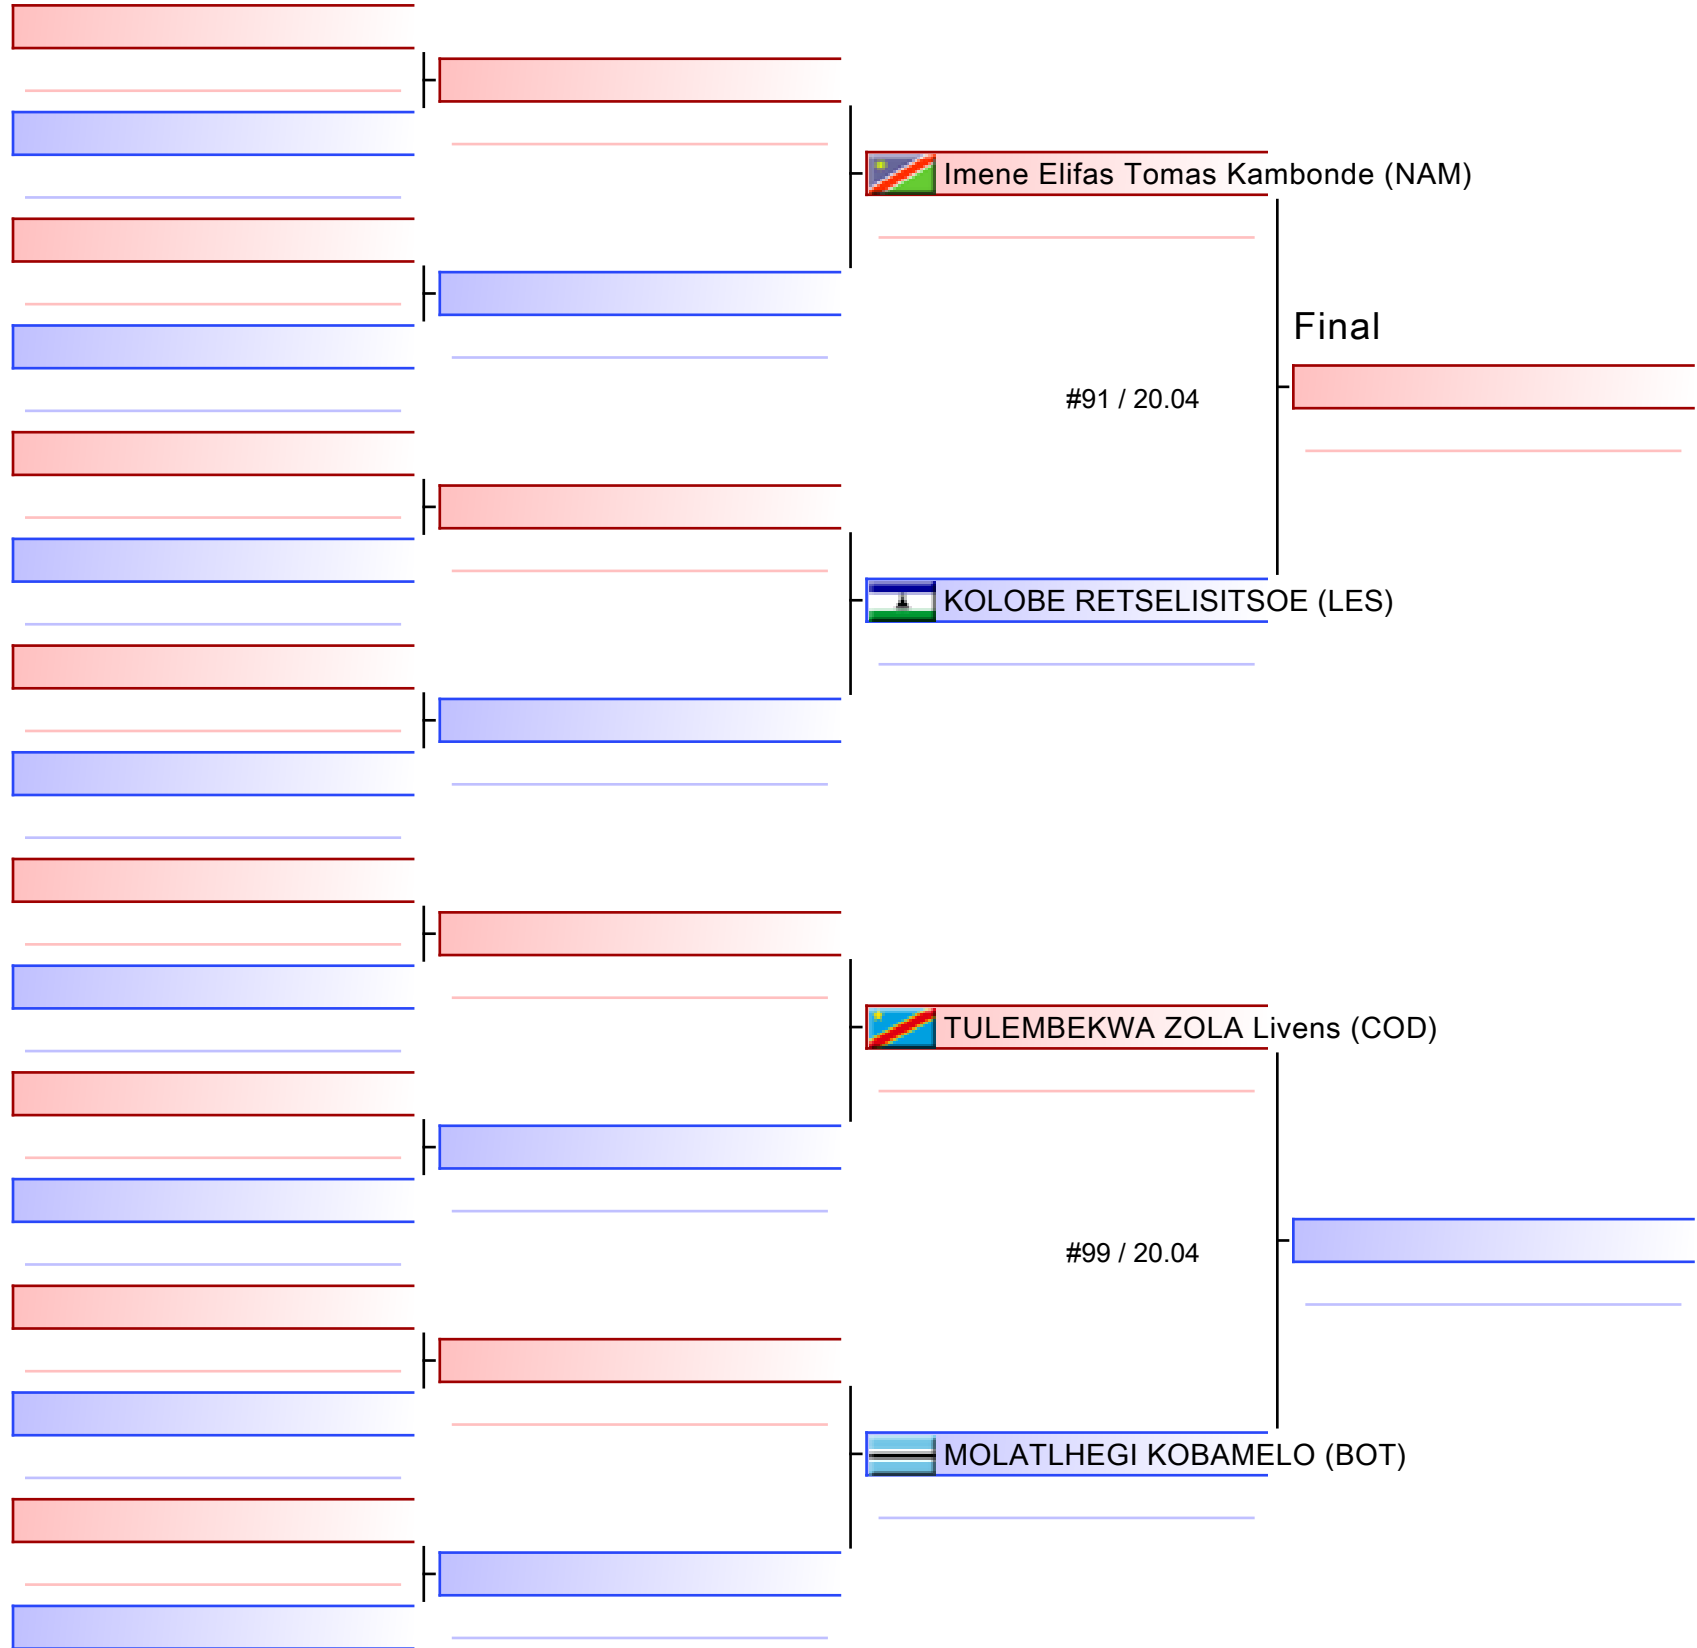 Imene Elifas Tomas Kambonde (NAM)
Final
#91 / 20.04
KOLOBE RETSELISITSOE (LES)
TULEMBEKWA ZOLA Livens (COD)
#99 / 20.04
MOLATLHEGI KOBAMELO (BOT)